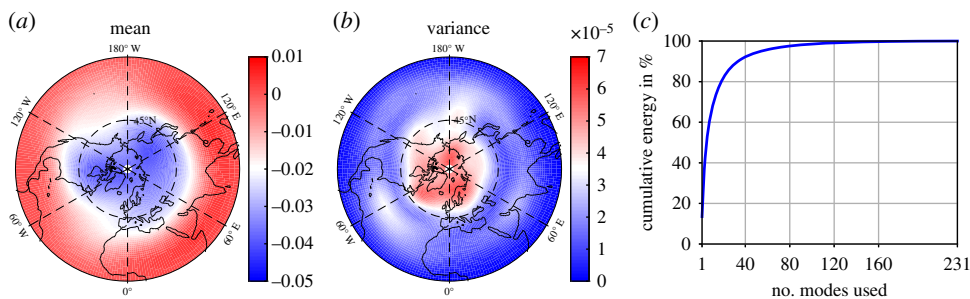 (a)
mean
180° W
120° W
120° E
45°N
60° W
60° E
0°
0.01
0
–0.01
–0.02
–0.03
–0.04
–0.05
(b)
variance
180° W
120° W
120° E
45°N
60° W
60° E
0°
×10⁻⁵
7
6
5
4
3
2
1
0
(c)
cumulative energy in %
100
80
60
40
20
0
1 40 80 120 160 231
no. modes used